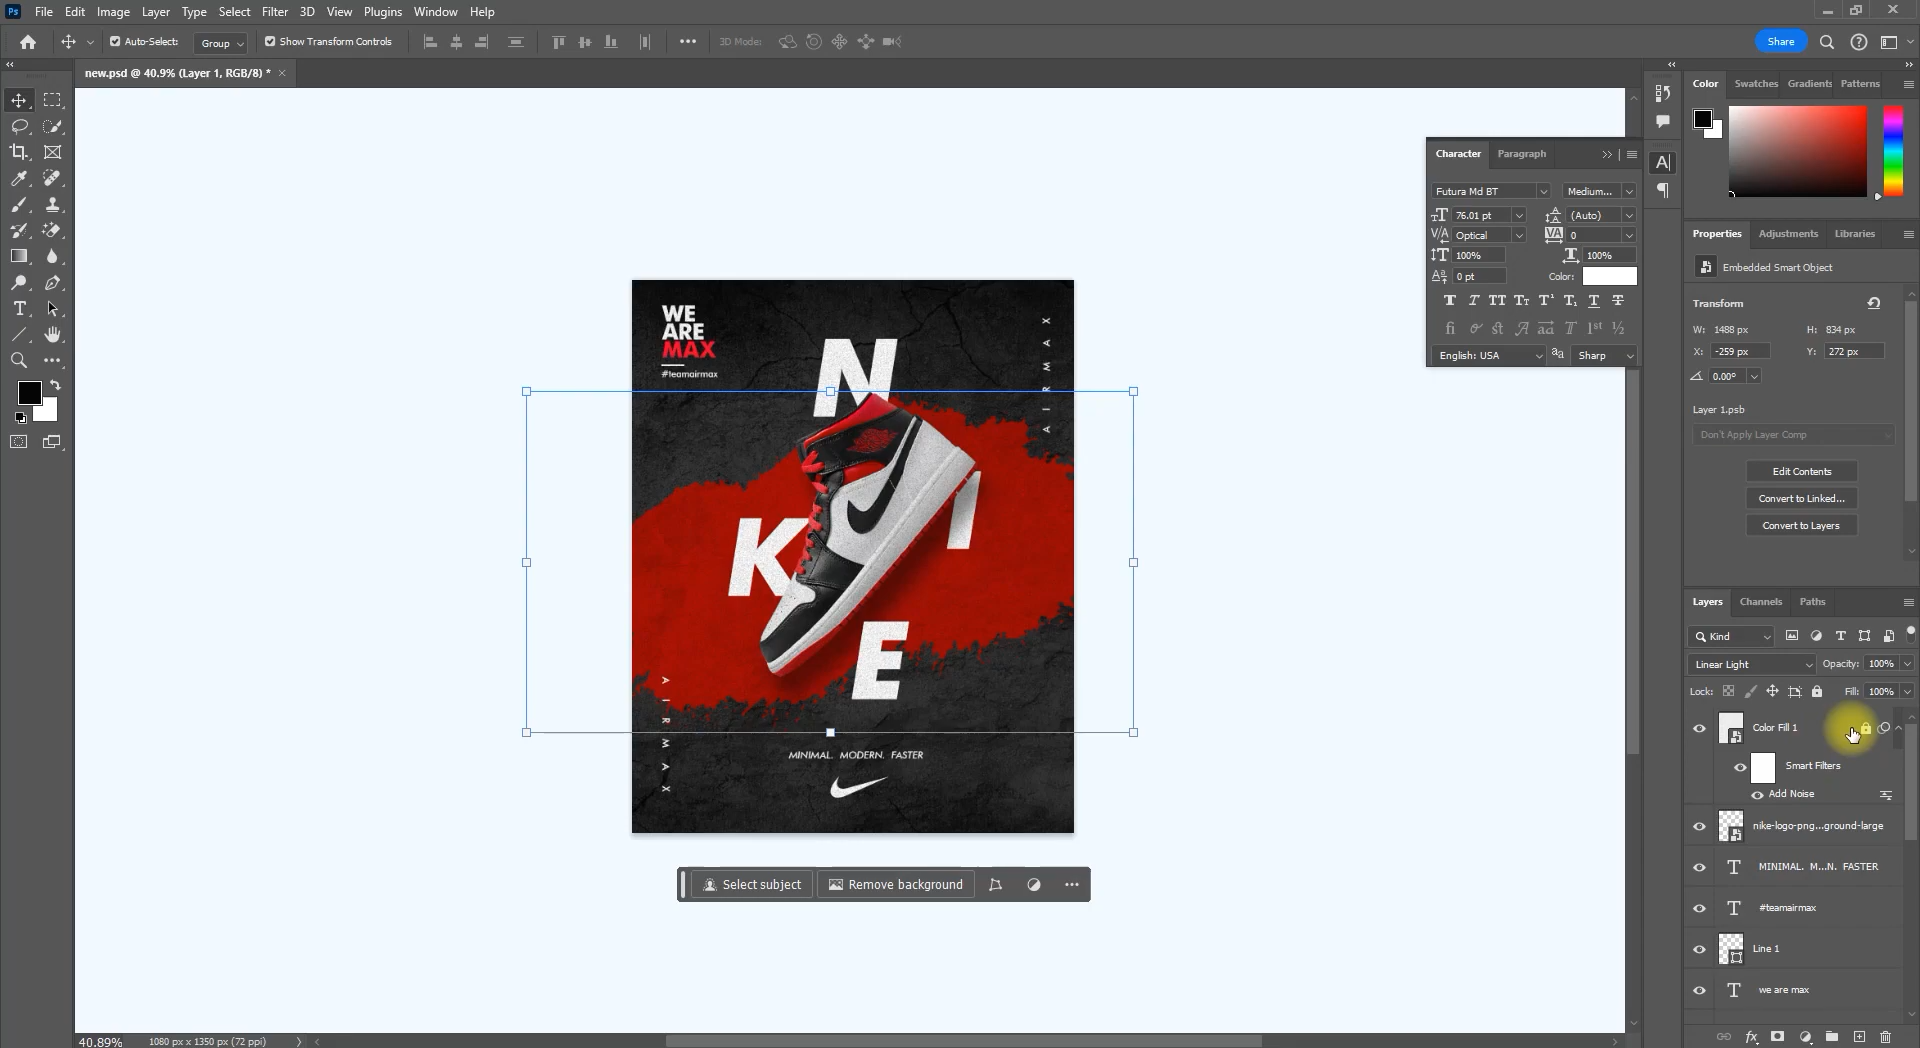 Ps File Edit Image Layer Type Select Filter 3D View Plugins Window Help
Auto-Select: Group Show Transform Controls 3D Mode: Share
new.psd @ 40.9% (Layer 1, RGB/8) *
WE
ARE
MAX
#teamairmax
N
I
K
E
AIRMAX
AIRMAX
MINIMAL. MODERN. FASTER
Select subject Remove background
40.89% 1080 px x 1350 px (72 ppi)
Character Paragraph
Futura Md BT Medium...
76.01 pt (Auto)
Optical 0
100% 100%
0 pt Color:
English: USA Sharp
Color Swatches Gradients Patterns
Properties Adjustments Libraries
Embedded Smart Object
Transform
W: 1488 px H: 834 px
X: -259 px Y: 272 px
0.00°
Layer 1.psb
Don't Apply Layer Comp
Edit Contents
Convert to Linked...
Convert to Layers
Layers Channels Paths
Kind
Linear Light Opacity: 100%
Lock: Fill: 100%
Color Fill 1
Smart Filters
Add Noise
nike-logo-png...ground-large
MINIMAL. M...N. FASTER
#teamairmax
Line 1
we are max